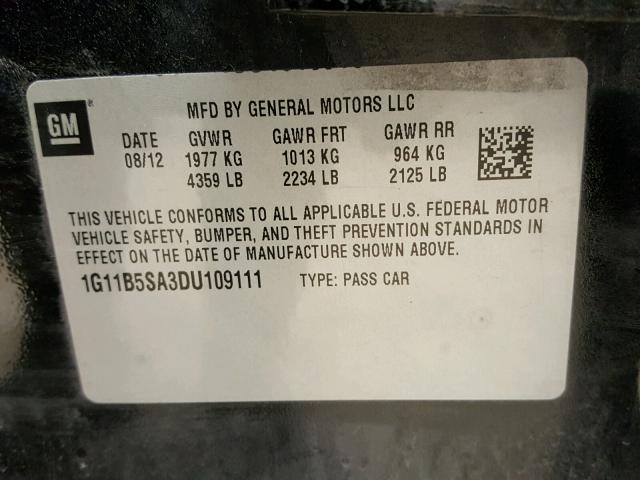 GM®
MFD BY GENERAL MOTORS LLC
DATE GVWR GAWR FRT GAWR RR
08/12 1977 KG 1013 KG 964 KG
4359 LB 2234 LB 2125 LB
THIS VEHICLE CONFORMS TO ALL APPLICABLE U.S. FEDERAL MOTOR
VEHICLE SAFETY, BUMPER, AND THEFT PREVENTION STANDARDS IN
EFFECT ON THE DATE OF MANUFACTURE SHOWN ABOVE.
1G11B5SA3DU109111 TYPE: PASS CAR